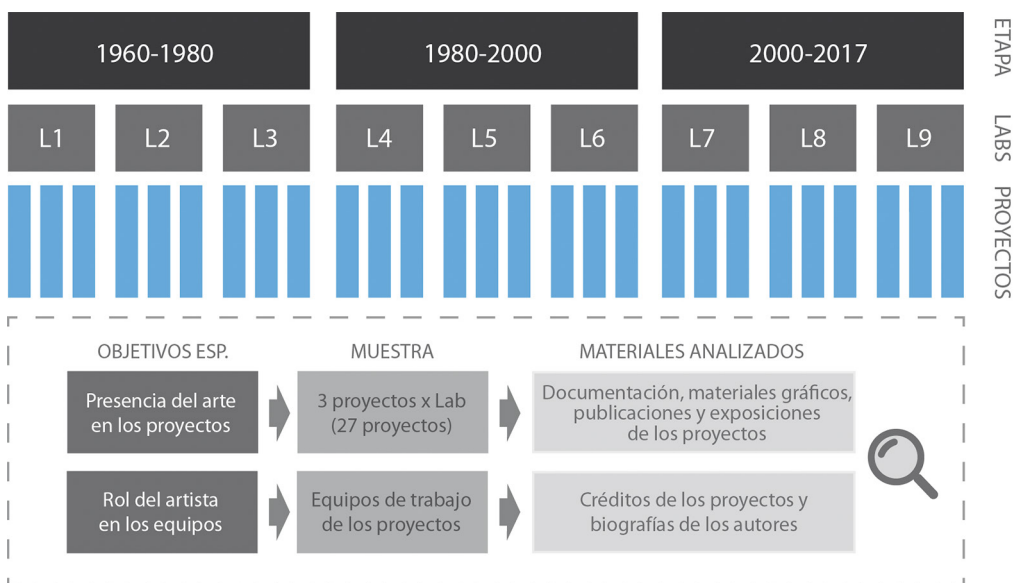 1960-1980
1980-2000
2000-2017
ETAPA
L1
L2
L3
L4
L5
L6
L7
L8
L9
LABS
PROYECTOS
OBJETIVOS ESP.
MUESTRA
MATERIALES ANALIZADOS
Presencia del arte
en los proyectos
3 proyectos x Lab
(27 proyectos)
Documentación, materiales gráficos,
publicaciones y exposiciones
de los proyectos
Rol del artista
en los equipos
Equipos de trabajo
de los proyectos
Créditos de los proyectos y
biografías de los autores